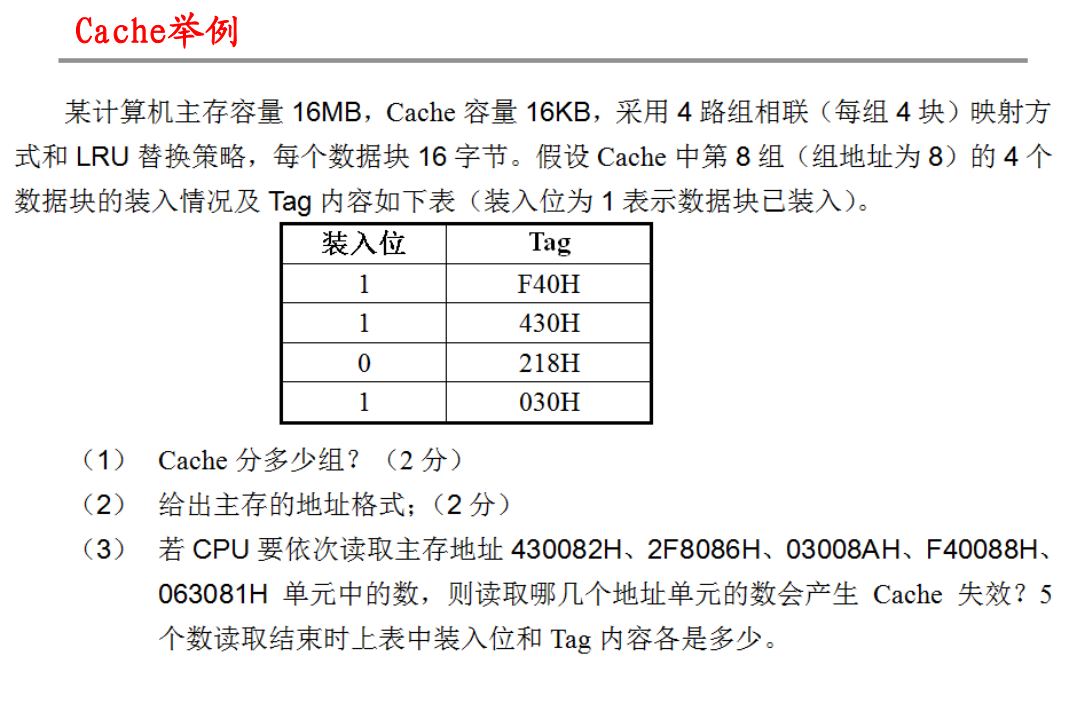 Cache举例
某计算机主存容量 16MB，Cache 容量 16KB，采用 4 路组相联（每组 4 块）映射方
式和 LRU 替换策略，每个数据块 16 字节。假设 Cache 中第 8 组（组地址为 8）的 4 个
数据块的装入情况及 Tag 内容如下表（装入位为 1 表示数据块已装入）。
装入位 Tag
1 F40H
1 430H
0 218H
1 030H
（1） Cache 分多少组？（2 分）
（2） 给出主存的地址格式；（2 分）
（3） 若 CPU 要依次读取主存地址 430082H、2F8086H、03008AH、F40088H、
063081H 单元中的数，则读取哪几个地址单元的数会产生 Cache 失效？5
个数读取结束时上表中装入位和 Tag 内容各是多少。